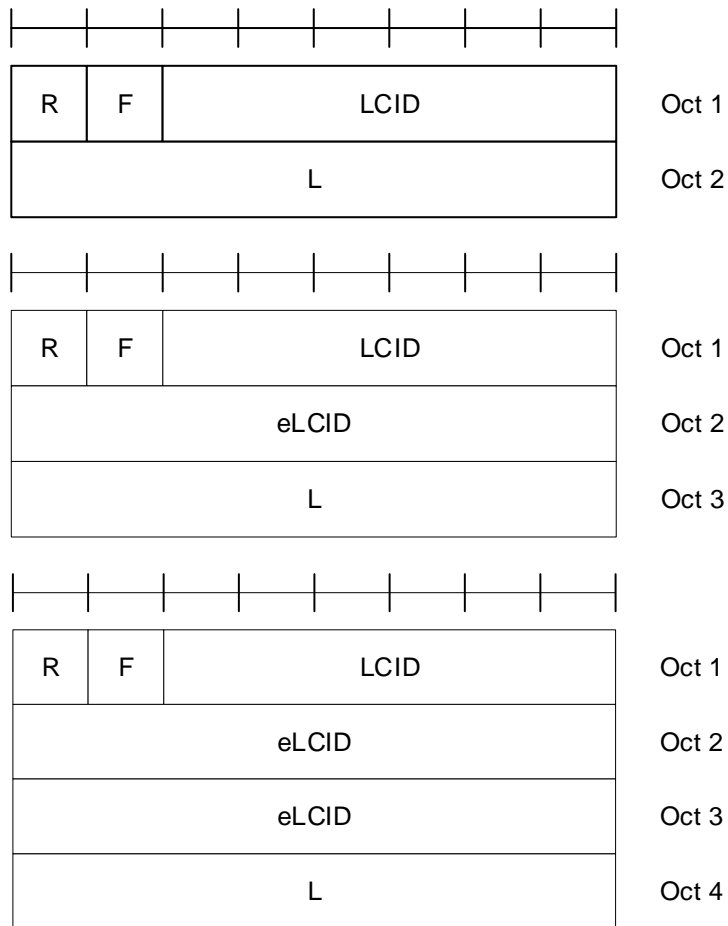 R F LCID Oct 1
L Oct 2
R F LCID Oct 1
eLCID Oct 2
L Oct 3
R F LCID Oct 1
eLCID Oct 2
eLCID Oct 3
L Oct 4